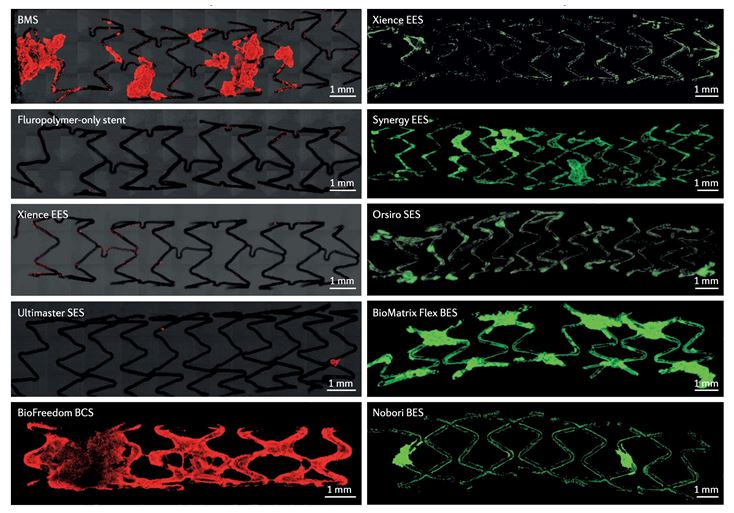 BMS
1 mm
Fluropolymer-only stent
1 mm
Xience EES
1 mm
Ultimaster SES
1 mm
BioFreedom BCS
1 mm
Xience EES
1 mm
Synergy EES
1 mm
Orsiro SES
1 mm
BioMatrix Flex BES
1 mm
Nobori BES
1 mm